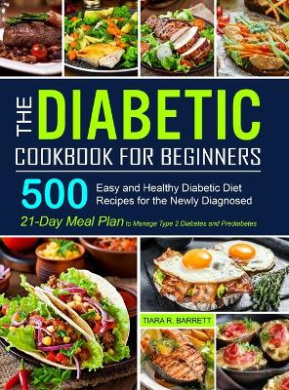 THE DIABETIC
COOKBOOK FOR BEGINNERS
500 Easy and Healthy Diabetic Diet
Recipes for the Newly Diagnosed
21-Day Meal Plan to Manage Type 2 Diabetes and Prediabetes
TIARA R. BARRETT